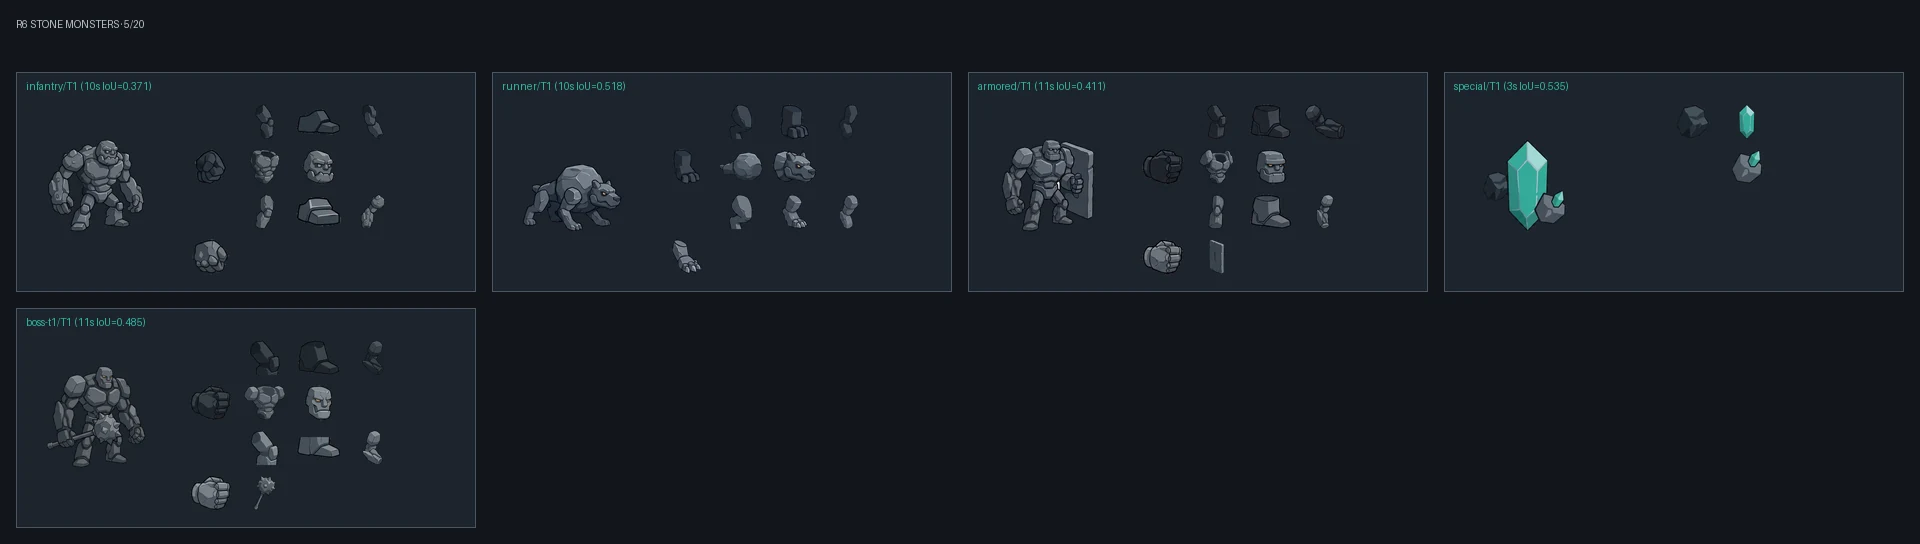 R6 STONE MONSTERS · 5/20
infantry/T1 (10s IoU=0.371)
runner/T1 (10s IoU=0.518)
armored/T1 (11s IoU=0.411)
special/T1 (3s IoU=0.535)
boss-t1/T1 (11s IoU=0.485)